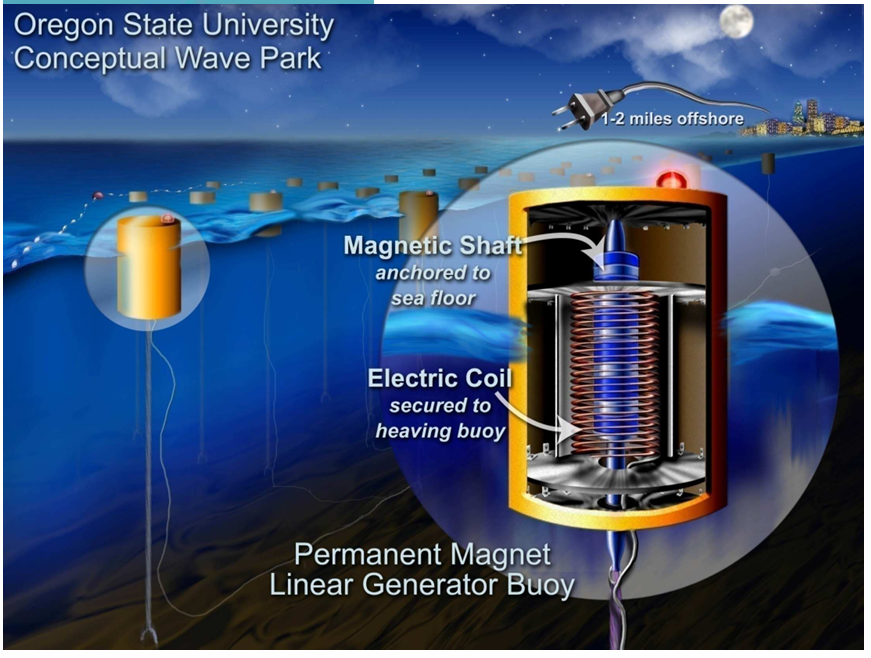 Oregon State University
Conceptual Wave Park
1-2 miles offshore
Magnetic Shaft
anchored to
sea floor
Electric Coil
secured to
heaving buoy
Permanent Magnet
Linear Generator Buoy